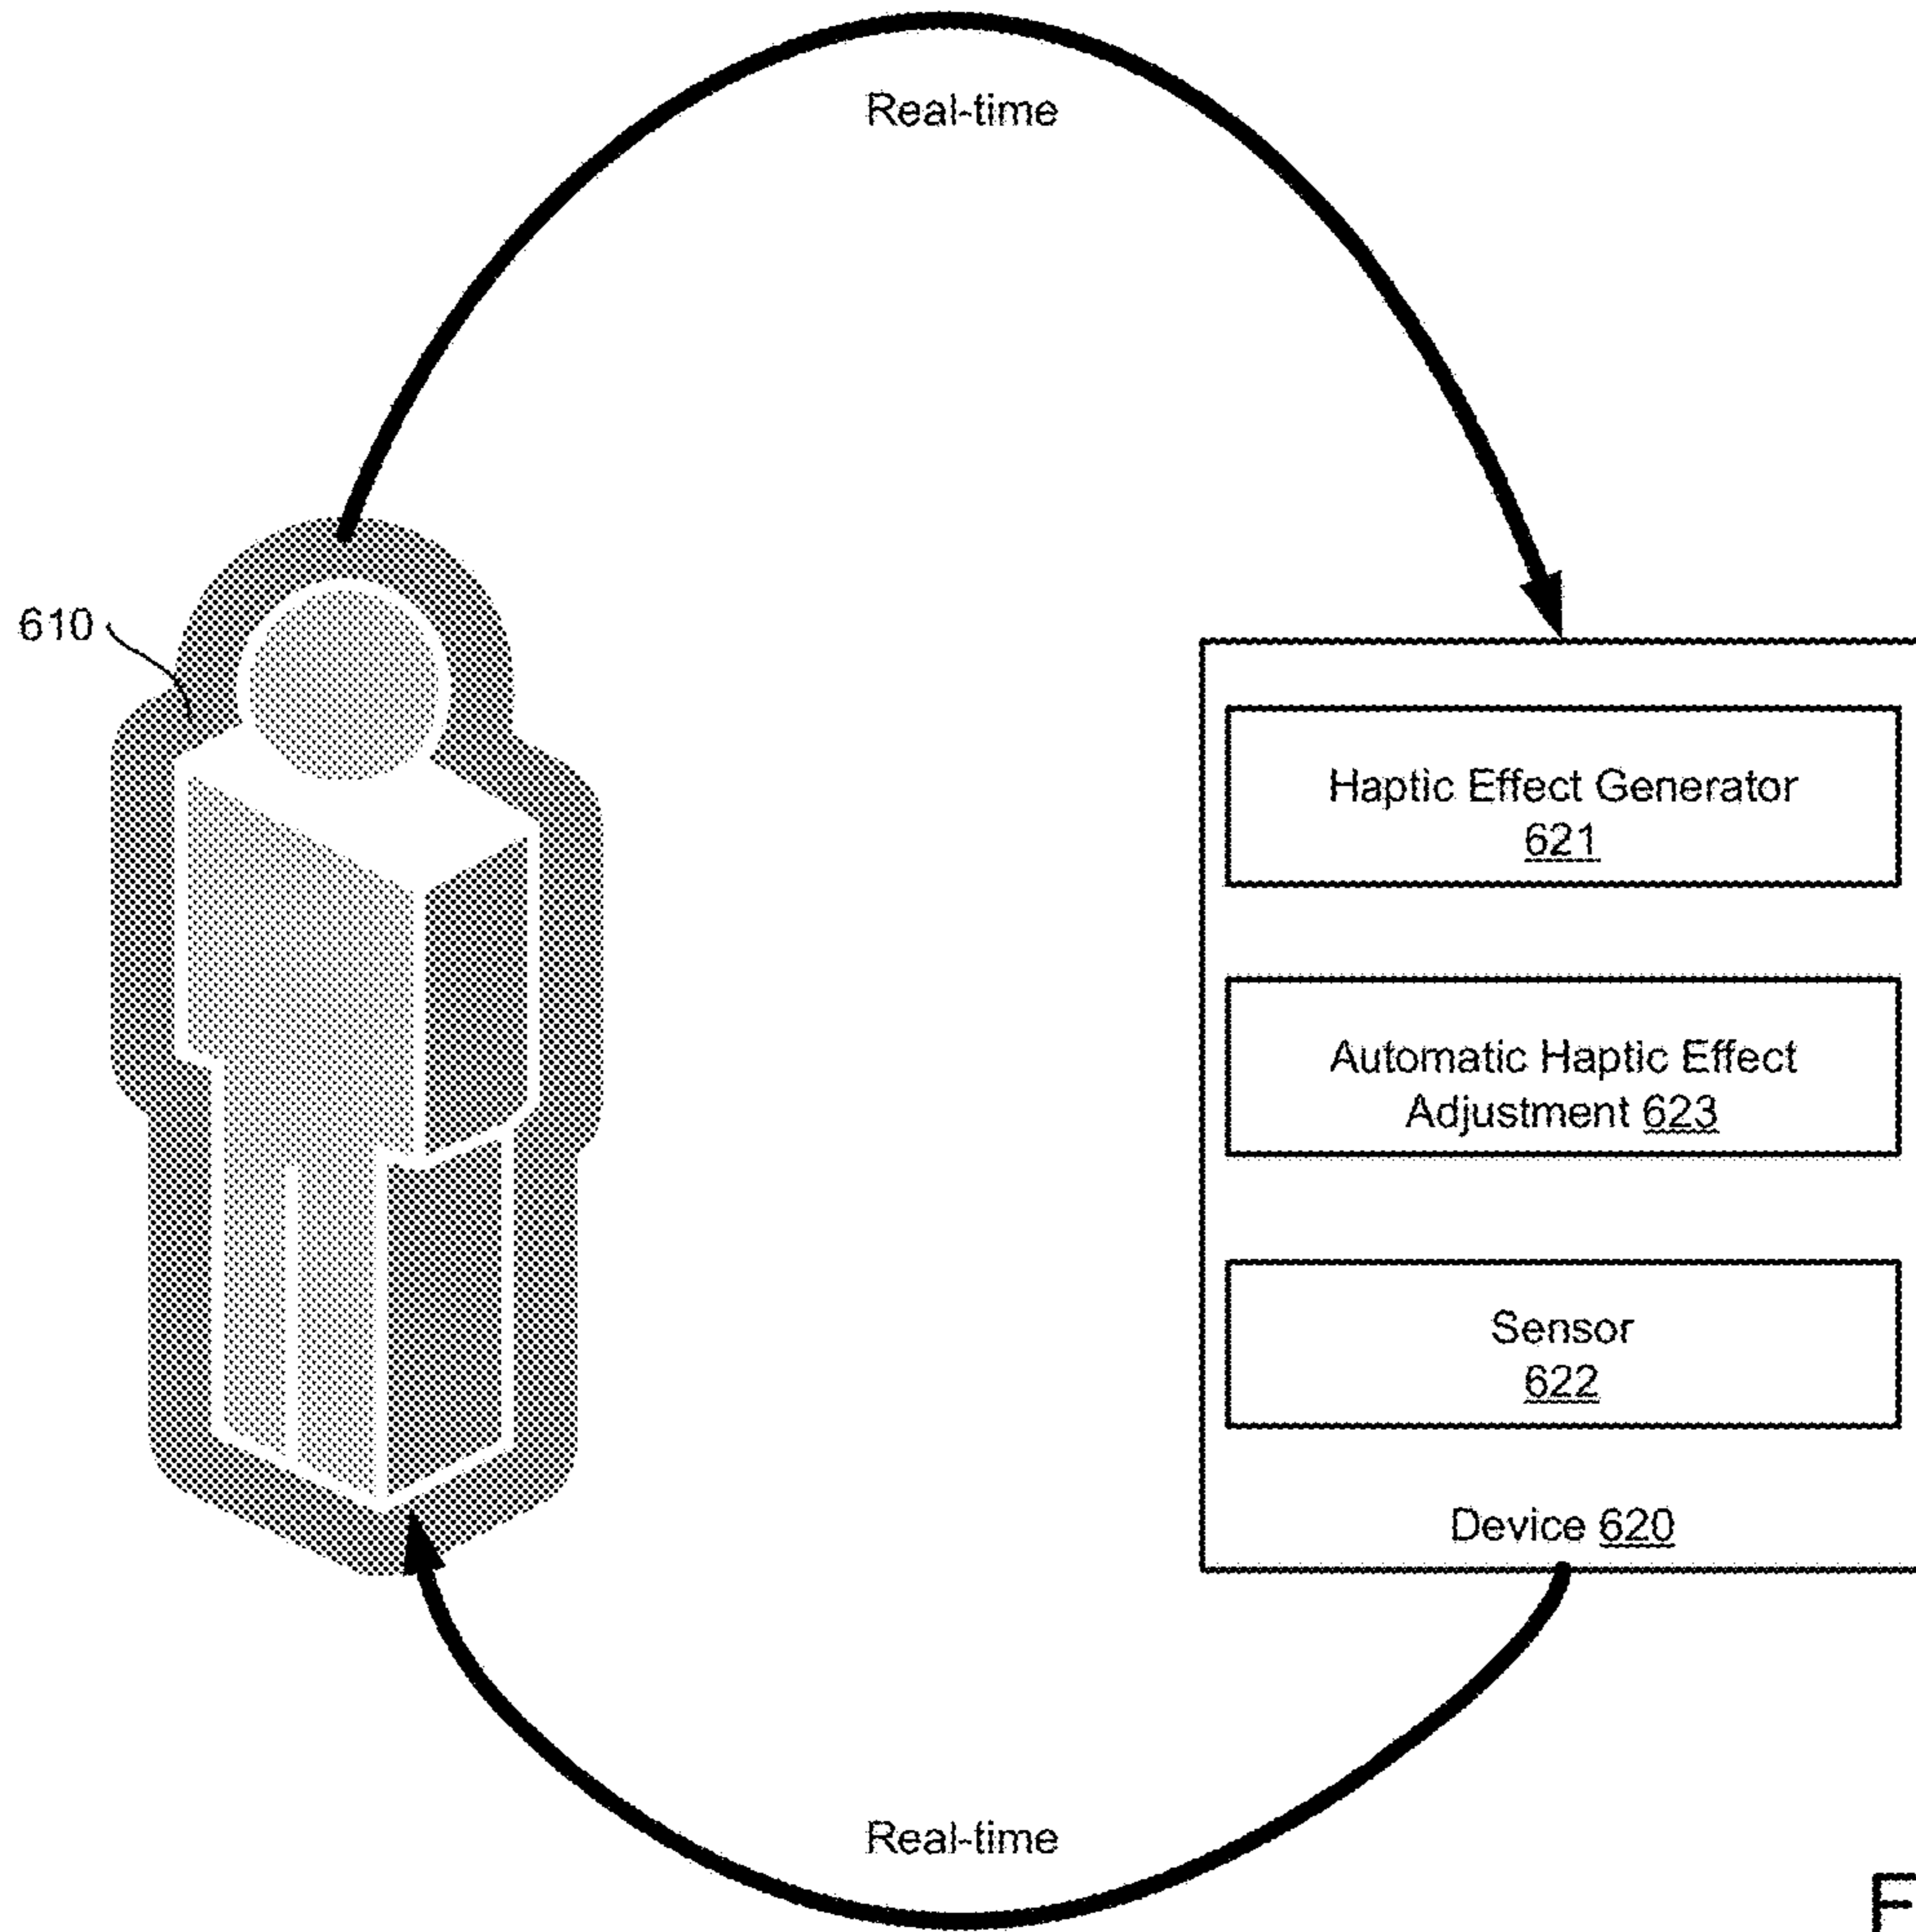 Real-time
610
Haptic Effect Generator
621
Automatic Haptic Effect
Adjustment 623
Sensor
622
Device 620
Real-time